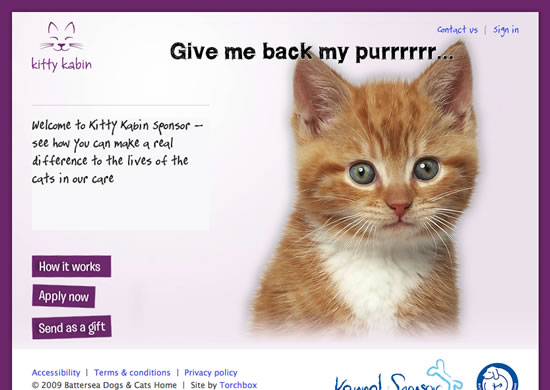 Contact us | Sign in
Give me back my purrrrrr...
kitty kabin
Welcome to Kitty Kabin Sponsor –
see how you can make a real
difference to the lives of the
cats in our care
How it works
Apply now
Send as a gift
Accessibility | Terms & conditions | Privacy policy
© 2009 Battersea Dogs & Cats Home | Site by Torchbox
Kennel Sponsor